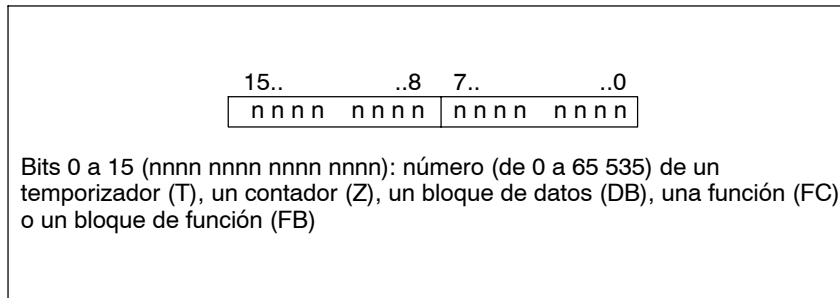 15.. ..8 7.. ..0
n n n n n n n n n n n n n n n n
Bits 0 a 15 (nnnn nnnn nnnn nnnn): número (de 0 a 65 535) de un
temporizador (T), un contador (Z), un bloque de datos (DB), una función (FC)
o un bloque de función (FB)